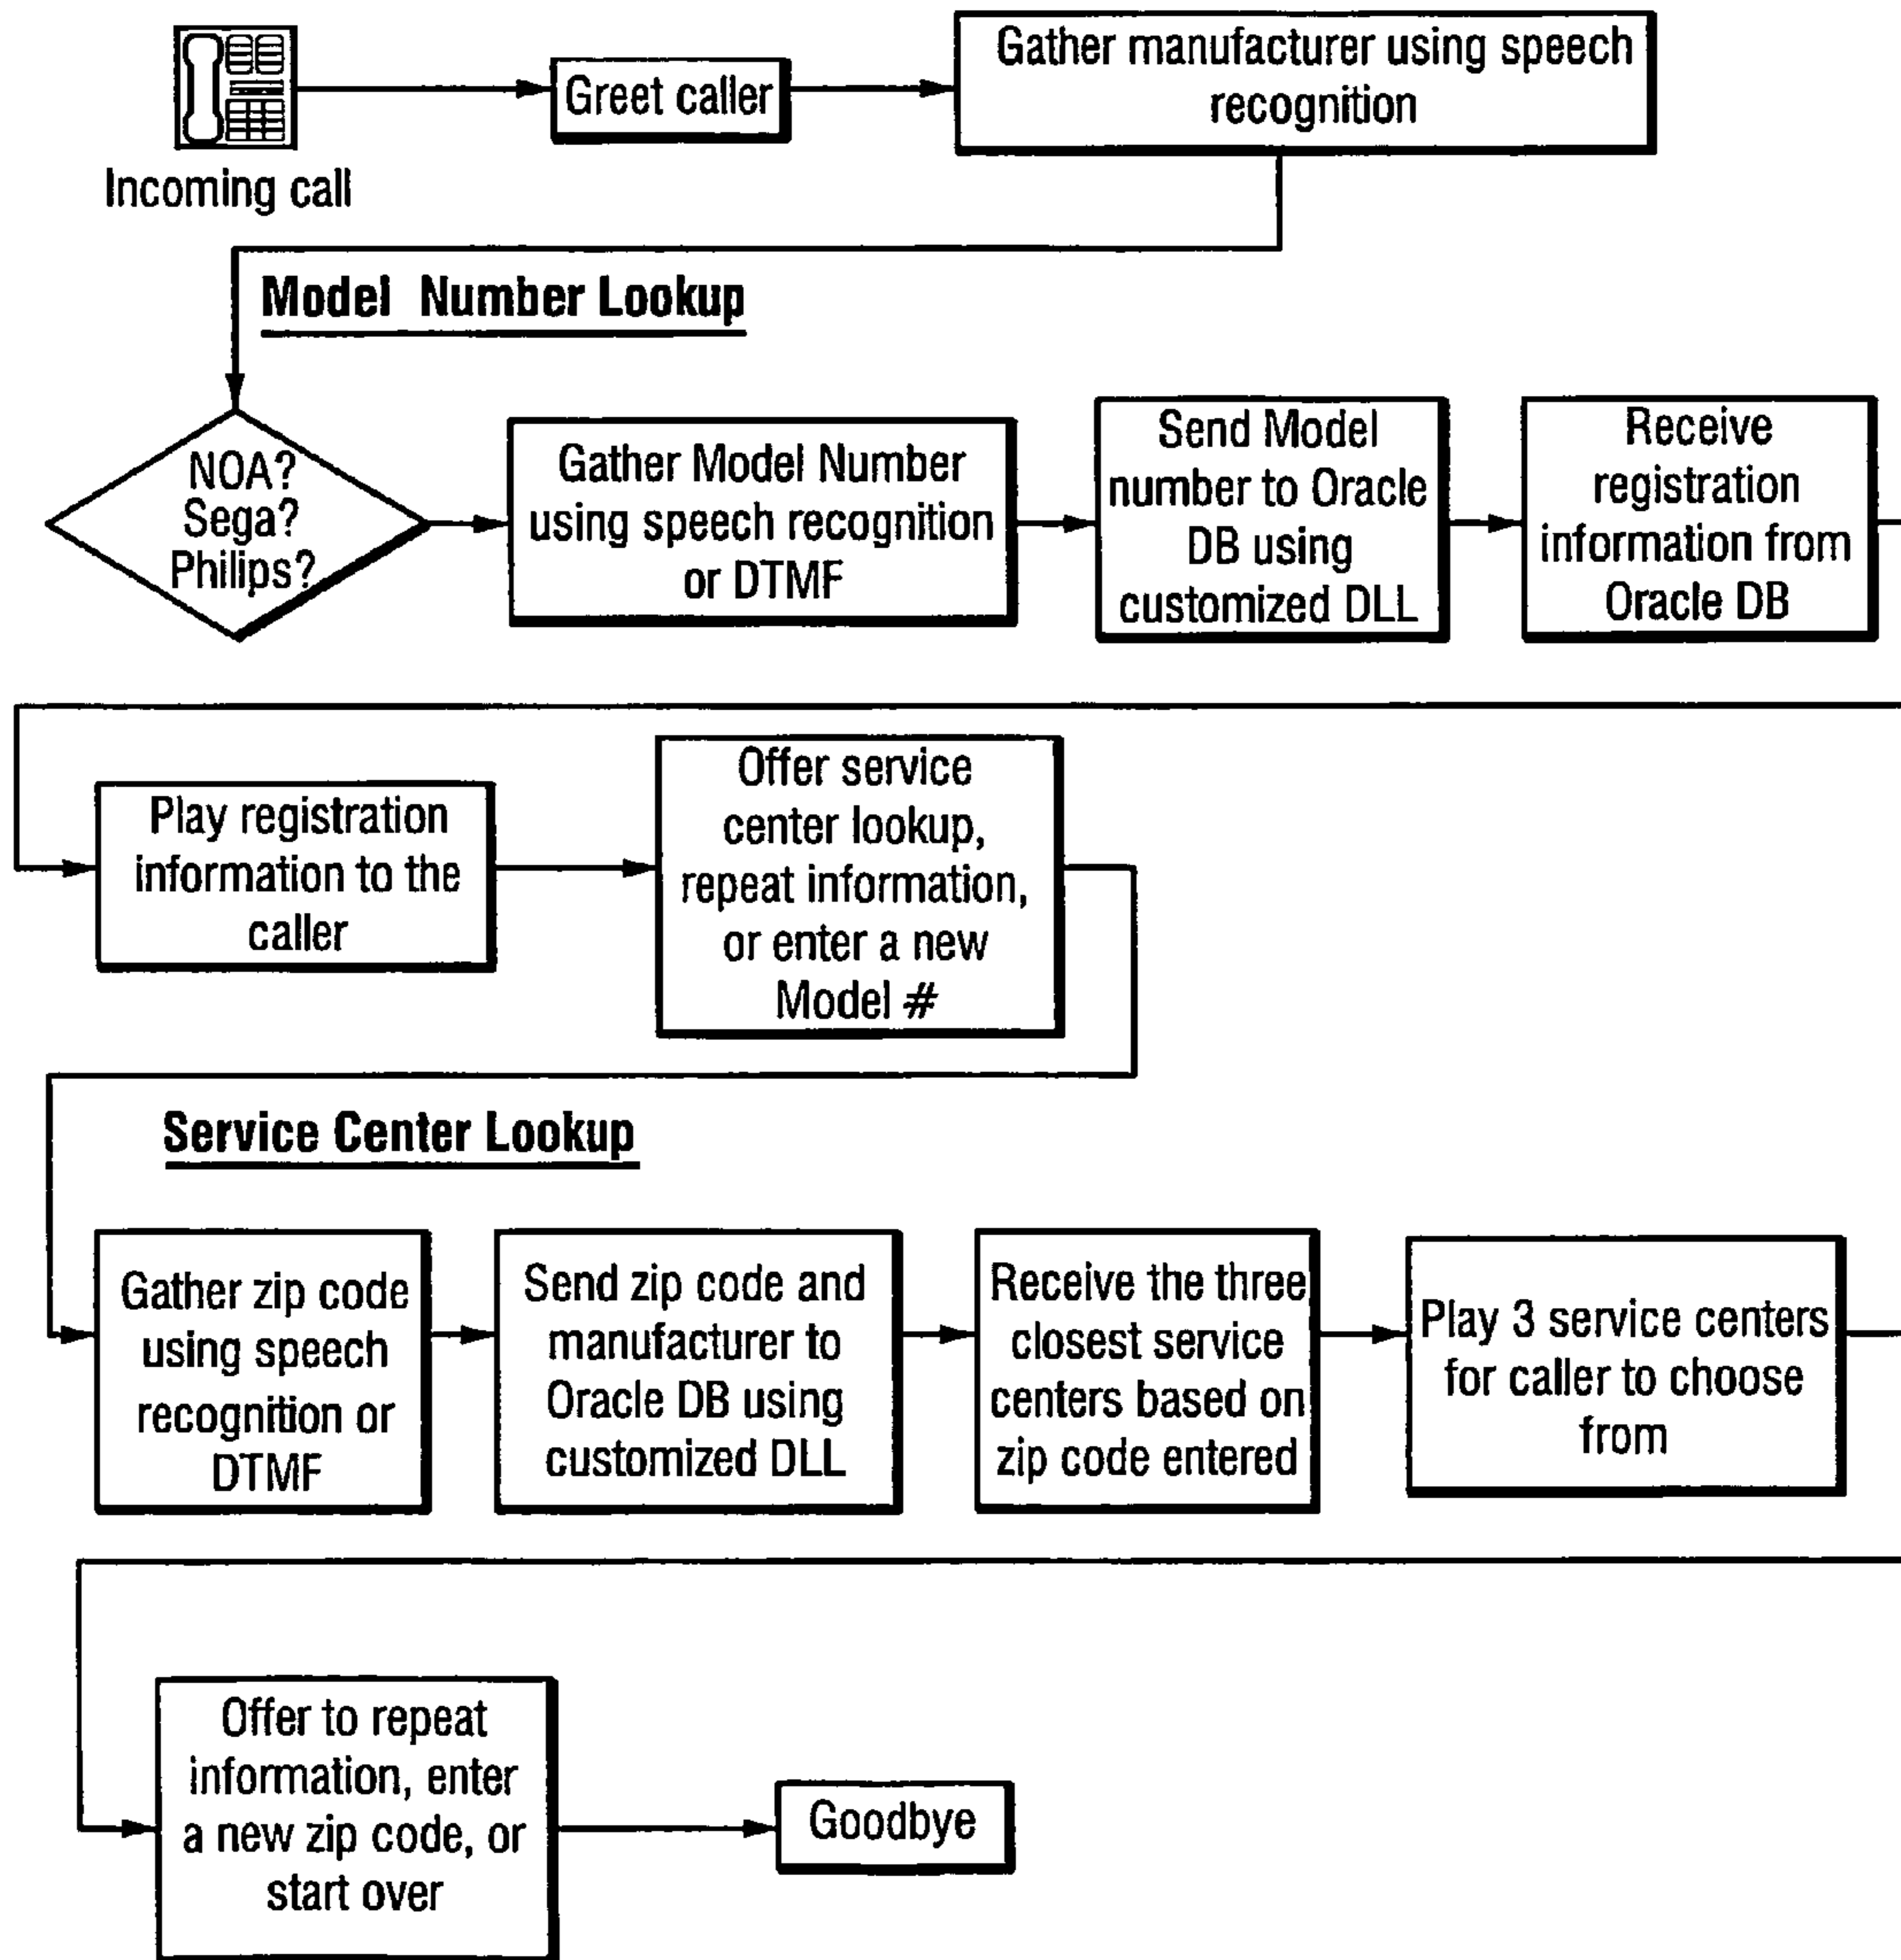 Incoming call
Greet caller
Gather manufacturer using speech
recognition
Model Number Lookup
NOA?
Sega?
Philips?
Gather Model Number
using speech recognition
or DTMF
Send Model
number to Oracle
DB using
customized DLL
Receive
registration
information from
Oracle DB
Play registration
information to the
caller
Offer service
center lookup,
repeat information,
or enter a new
Model #
Service Center Lookup
Gather zip code
using speech
recognition or
DTMF
Send zip code and
manufacturer to
Oracle DB using
customized DLL
Receive the three
closest service
centers based on
zip code entered
Play 3 service centers
for caller to choose
from
Offer to repeat
information, enter
a new zip code, or
start over
Goodbye